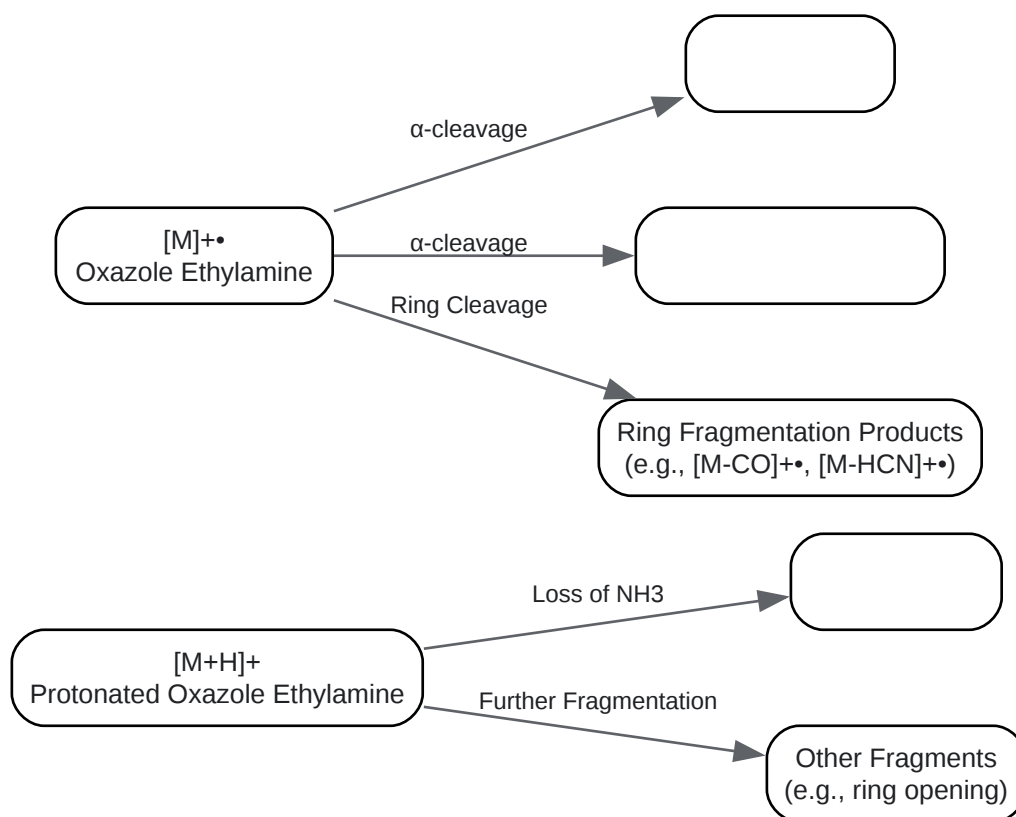 α-cleavage
[M]+•
Oxazole Ethylamine
α-cleavage
Ring Cleavage
Ring Fragmentation Products
(e.g., [M-CO]+•, [M-HCN]+•)
Loss of NH3
[M+H]+
Protonated Oxazole Ethylamine
Further Fragmentation
Other Fragments
(e.g., ring opening)